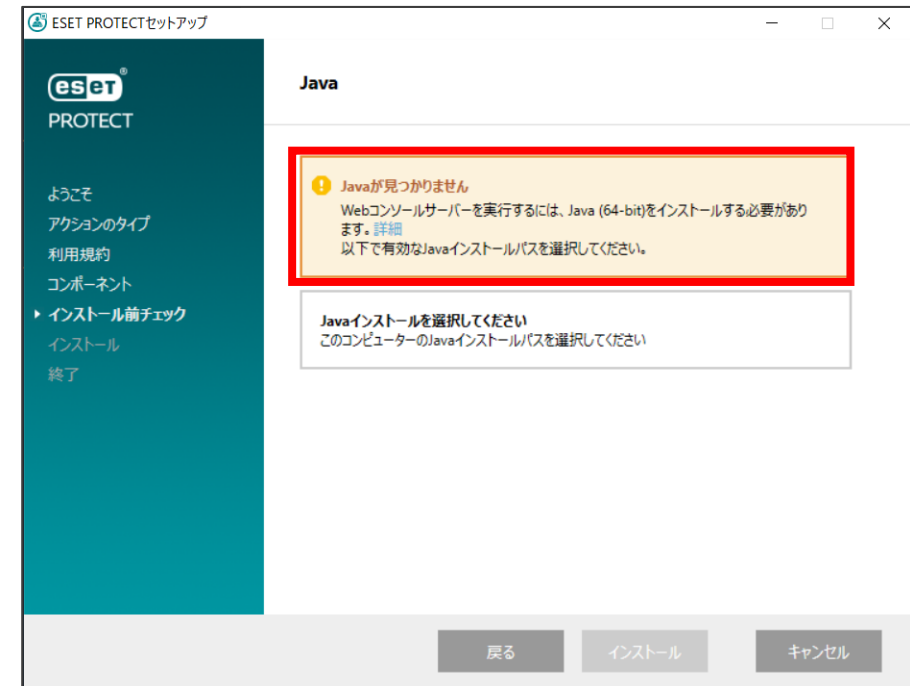 ESET PROTECTセットアップ
eseT®
PROTECT
Java
ようこそ
アクションのタイプ
利用規約
コンポーネント
インストール前チェック
インストール
終了
Javaが見つかりません
Webコンソールサーバーを実行するには、Java (64-bit)をインストールする必要があり
ます。詳細
以下で有効なJavaインストールパスを選択してください。
Javaインストールを選択してください
このコンピューターのJavaインストールパスを選択してください
戻る
インストール
キャンセル